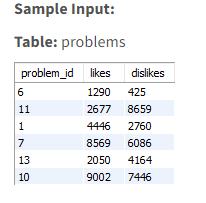 Sample Input:
Table: problems
problem_id likes dislikes
6 1290 425
11 2677 8659
1 4446 2760
7 8569 6086
13 2050 4164
10 9002 7446